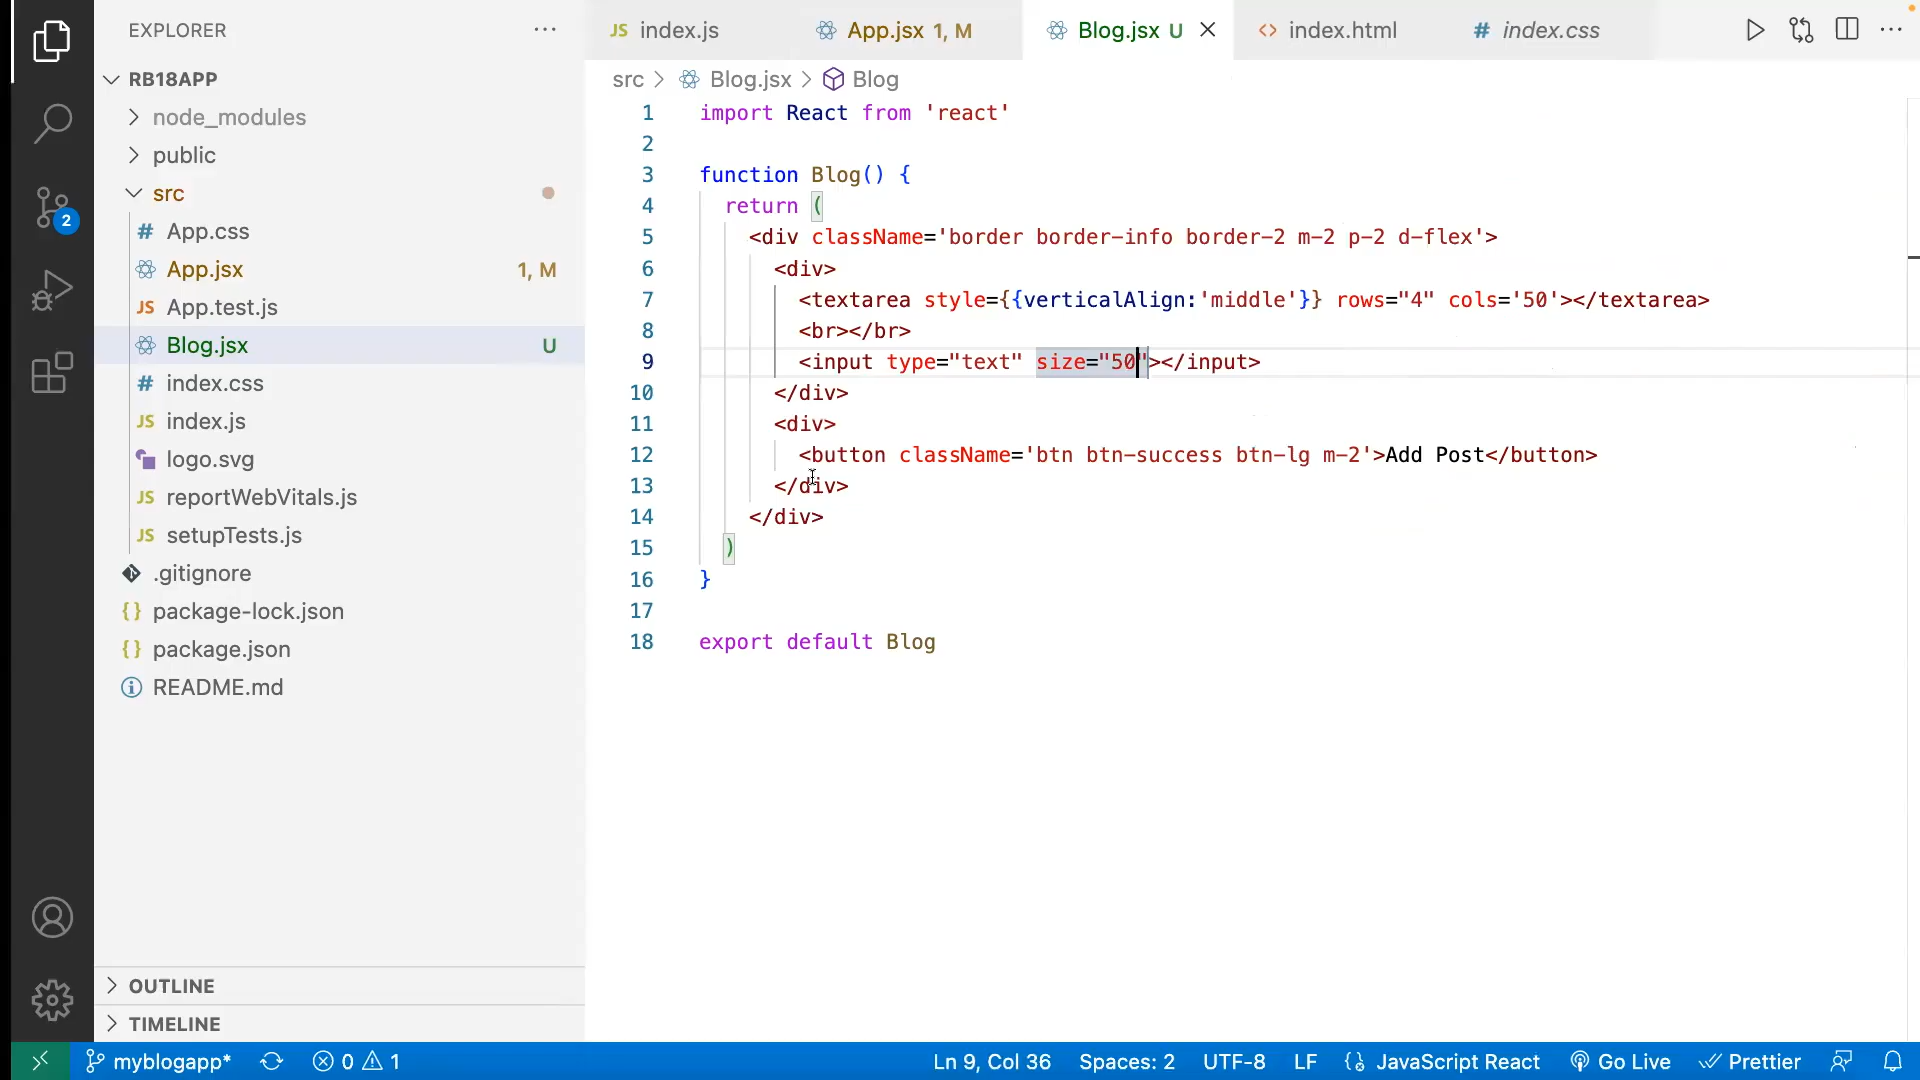 EXPLORER
RB18APP
node_modules
public
src
# App.css
App.jsx 1, M
JS App.test.js
Blog.jsx U
# index.css
JS index.js
logo.svg
JS reportWebVitals.js
JS setupTests.js
.gitignore
{} package-lock.json
{} package.json
README.md
OUTLINE
TIMELINE
2
JS index.js
App.jsx 1, M
Blog.jsx U
<> index.html
# index.css
src > Blog.jsx > Blog
1 import React from 'react'
2
3 function Blog() {
4 return (
5 <div className='border border-info border-2 m-2 p-2 d-flex'>
6 <div>
7 <textarea style={{verticalAlign:'middle'}} rows="4" cols='50'></textarea>
8 <br></br>
9 <input type="text" size="50"></input>
10 </div>
11 <div>
12 <button className='btn btn-success btn-lg m-2'>Add Post</button>
13 </div>
14 </div>
15 )
16 }
17
18 export default Blog
myblogapp* 0 1 Ln 9, Col 36 Spaces: 2 UTF-8 LF JavaScript React Go Live Prettier